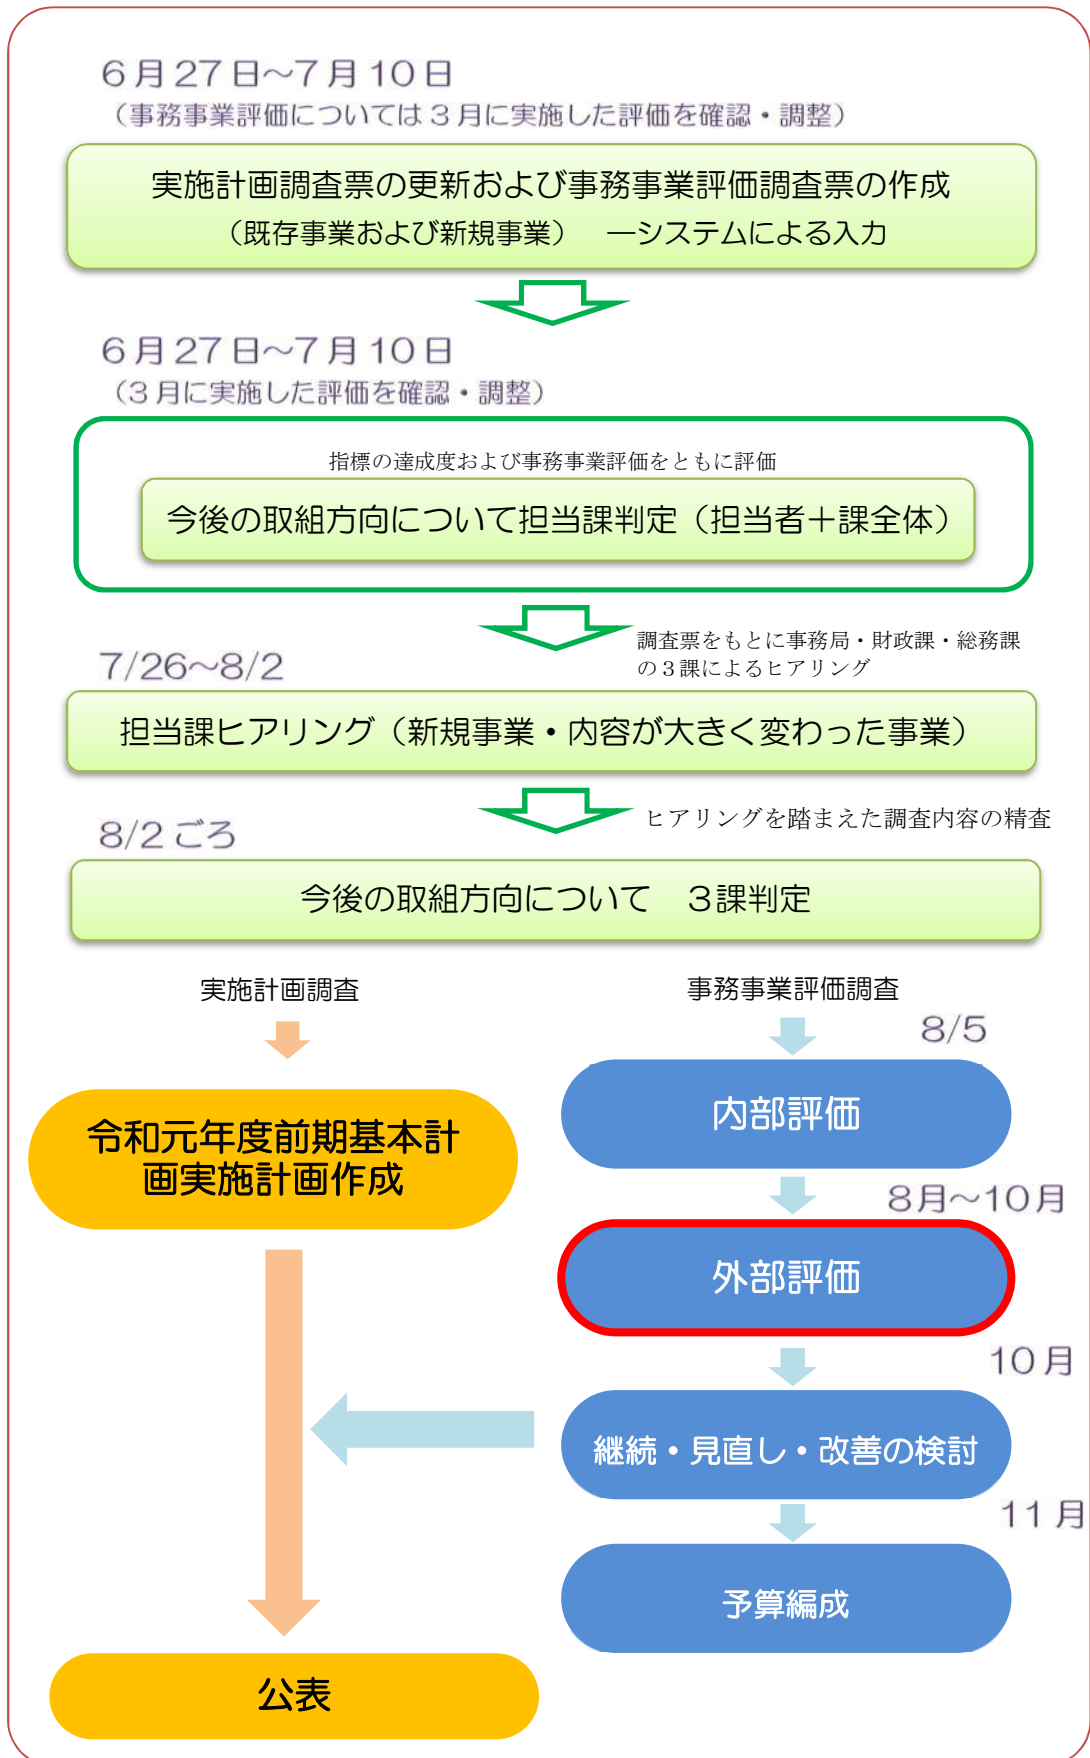 6月27日～7月10日
（事務事業評価については3月に実施した評価を確認・調整）
実施計画調査票の更新および事務事業評価調査票の作成
（既存事業および新規事業）　―システムによる入力
6月27日～7月10日
（3月に実施した評価を確認・調整）
指標の達成度および事務事業評価をともに評価
今後の取組方向について担当課判定（担当者＋課全体）
調査票をもとに事務局・財政課・総務課
の3課によるヒアリング
7/26～8/2
担当課ヒアリング（新規事業・内容が大きく変わった事業）
ヒアリングを踏まえた調査内容の精査
8/2ごろ
今後の取組方向について　3課判定
実施計画調査
事務事業評価調査
8/5
内部評価
令和元年度前期基本計
画実施計画作成
8月～10月
外部評価
10月
継続・見直し・改善の検討
11月
予算編成
公表